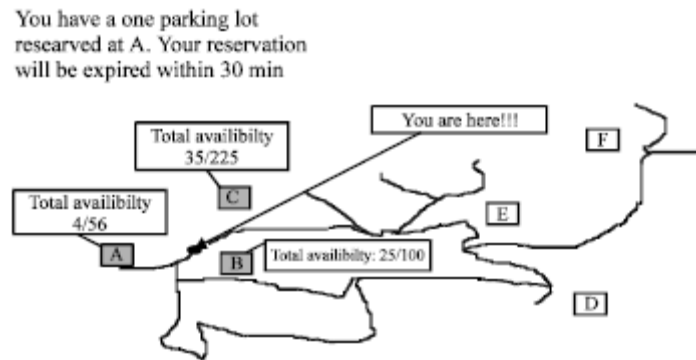 You have a one parking lot
researved at A. Your reservation
will be expired within 30 min
You are here!!!
Total availibilty
35/225
F
C
Total availibilty
4/56
E
A
B
Total availibilty: 25/100
D